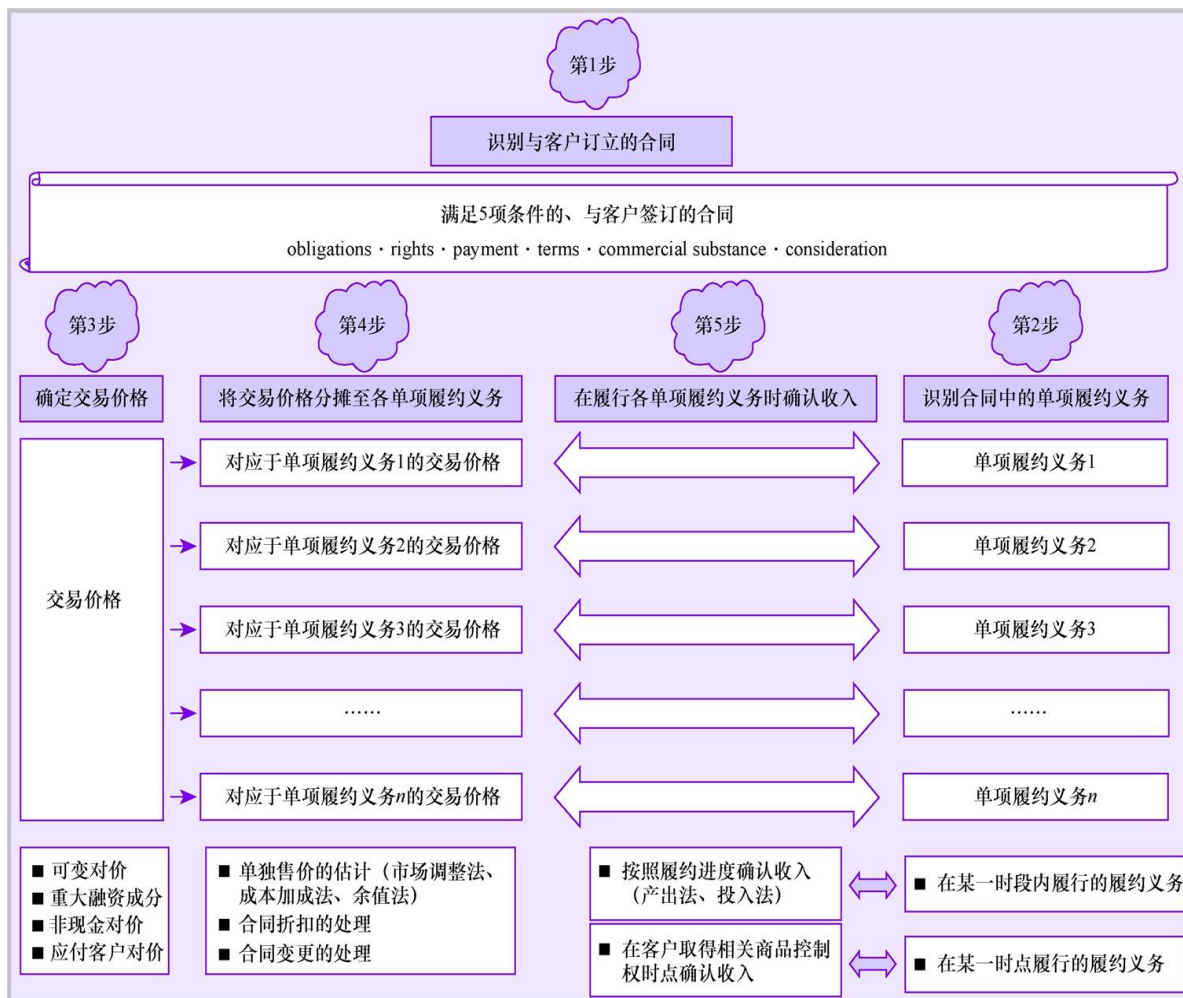 第1步
识别与客户订立的合同
满足5项条件的、与客户签订的合同
obligations · rights · payment · terms · commercial substance · consideration
第3步
第4步
第5步
第2步
确定交易价格
将交易价格分摊至各单项履约义务
在履行各单项履约义务时确认收入
识别合同中的单项履约义务
交易价格
对应于单项履约义务1的交易价格
单项履约义务1
对应于单项履约义务2的交易价格
单项履约义务2
对应于单项履约义务3的交易价格
单项履约义务3
……
……
对应于单项履约义务n的交易价格
单项履约义务n
■ 可变对价
■ 重大融资成分
■ 非现金对价
■ 应付客户对价
■ 单独售价的估计（市场调整法、
成本加成法、余值法）
■ 合同折扣的处理
■ 合同变更的处理
■ 按照履约进度确认收入
（产出法、投入法）
■ 在某一时段内履行的履约义务
■ 在客户取得相关商品控制
权时点确认收入
■ 在某一时点履行的履约义务